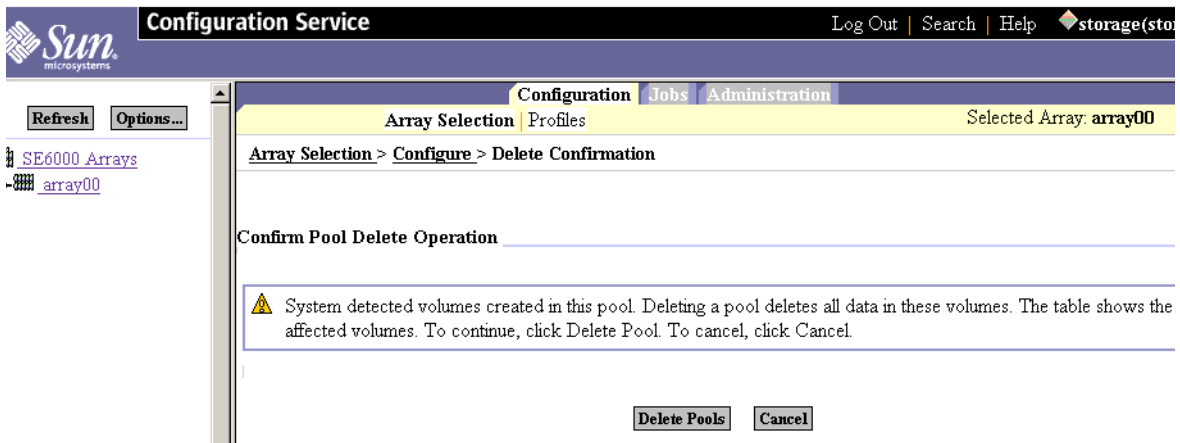 Configuration Service
Log Out | Search | Help storage(stor
Sun
microsystems
Configuration Jobs Administration
Refresh Options...
Array Selection | Profiles
Selected Array: array00
SE6000 Arrays
array00
Array Selection > Configure > Delete Confirmation
Confirm Pool Delete Operation
System detected volumes created in this pool. Deleting a pool deletes all data in these volumes. The table shows the
affected volumes. To continue, click Delete Pool. To cancel, click Cancel.
Delete Pools Cancel